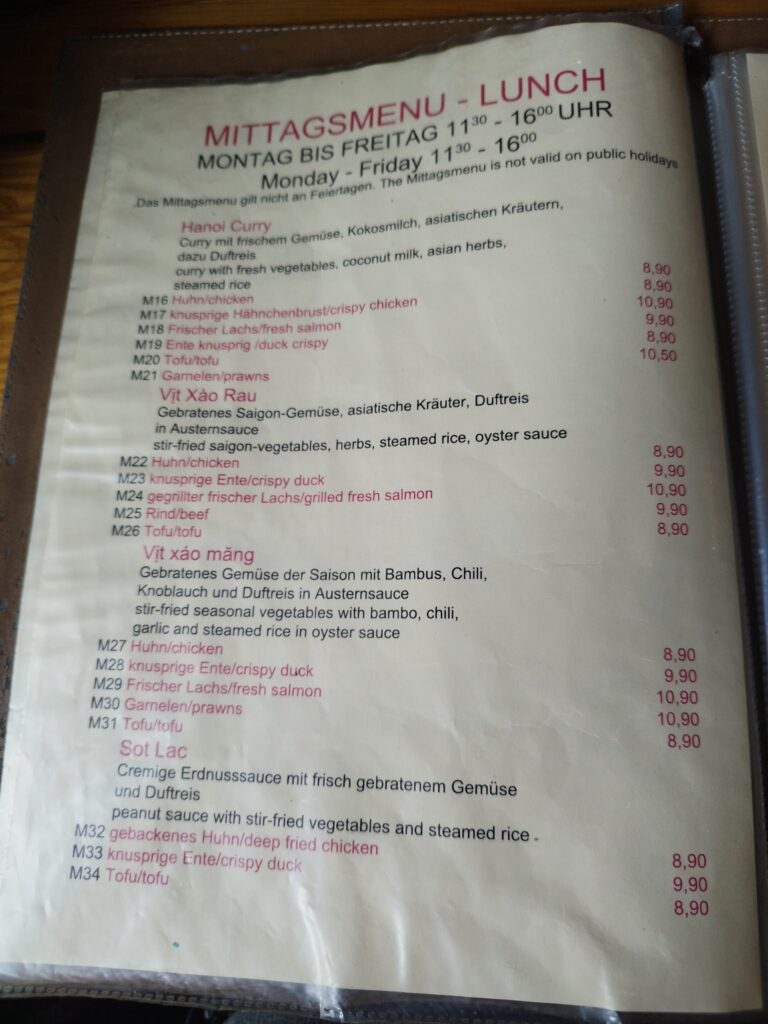 MITTAGSMENU - LUNCH
MONTAG BIS FREITAG 11³⁰ - 16⁰⁰ UHR
Monday - Friday 11³⁰ - 16⁰⁰
.Das Mittagsmenu gilt nicht an Feiertagen. The Mittagsmenu is not valid on public holidays
Hanoi Curry
Curry mit frischem Gemüse, Kokosmilch, asiatischen Kräutern,
dazu Duftreis
curry with fresh vegetables, coconut milk, asian herbs,
steamed rice
M16 Huhn/chicken 8,90
M17 knusprige Hähnchenbrust/crispy chicken 8,90
M18 Frischer Lachs/fresh salmon 10,90
M19 Ente knusprig /duck crispy 9,90
M20 Tofu/tofu 8,90
M21 Garnelen/prawns 10,50
Vịt Xào Rau
Gebratenes Saigon-Gemüse, asiatische Kräuter, Duftreis
in Austernsauce
stir-fried saigon-vegetables, herbs, steamed rice, oyster sauce
M22 Huhn/chicken 8,90
M23 knusprige Ente/crispy duck 9,90
M24 gegrillter frischer Lachs/grilled fresh salmon 10,90
M25 Rind/beef 9,90
M26 Tofu/tofu 8,90
Vịt xáo măng
Gebratenes Gemüse der Saison mit Bambus, Chili,
Knoblauch und Duftreis in Austernsauce
stir-fried seasonal vegetables with bambo, chili,
garlic and steamed rice in oyster sauce
M27 Huhn/chicken 8,90
M28 knusprige Ente/crispy duck 9,90
M29 Frischer Lachs/fresh salmon 10,90
M30 Garnelen/prawns 10,90
M31 Tofu/tofu 8,90
Sot Lac
Cremige Erdnusssauce mit frisch gebratenem Gemüse
und Duftreis
peanut sauce with stir-fried vegetables and steamed rice -
M32 gebackenes Huhn/deep fried chicken 8,90
M33 knusprige Ente/crispy duck 9,90
M34 Tofu/tofu 8,90